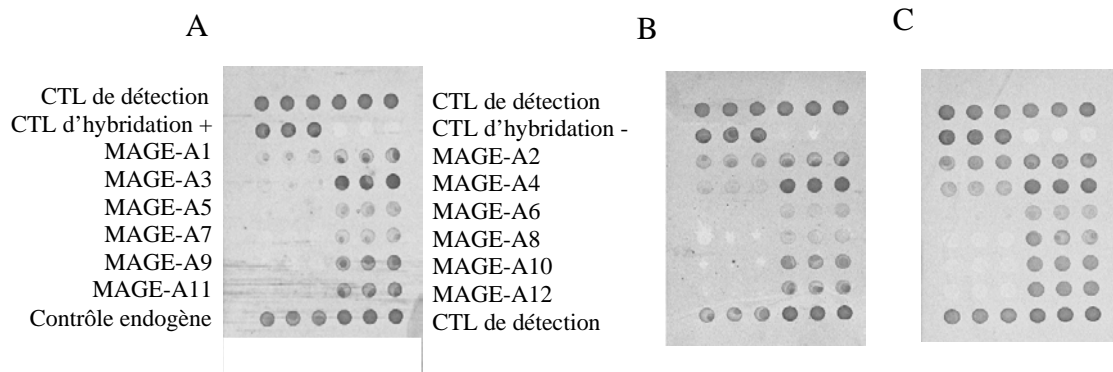 A
B
C
CTL de détection
CTL d'hybridation +
MAGE-A1
MAGE-A3
MAGE-A5
MAGE-A7
MAGE-A9
MAGE-A11
Contrôle endogène
CTL de détection
CTL d'hybridation -
MAGE-A2
MAGE-A4
MAGE-A6
MAGE-A8
MAGE-A10
MAGE-A12
CTL de détection